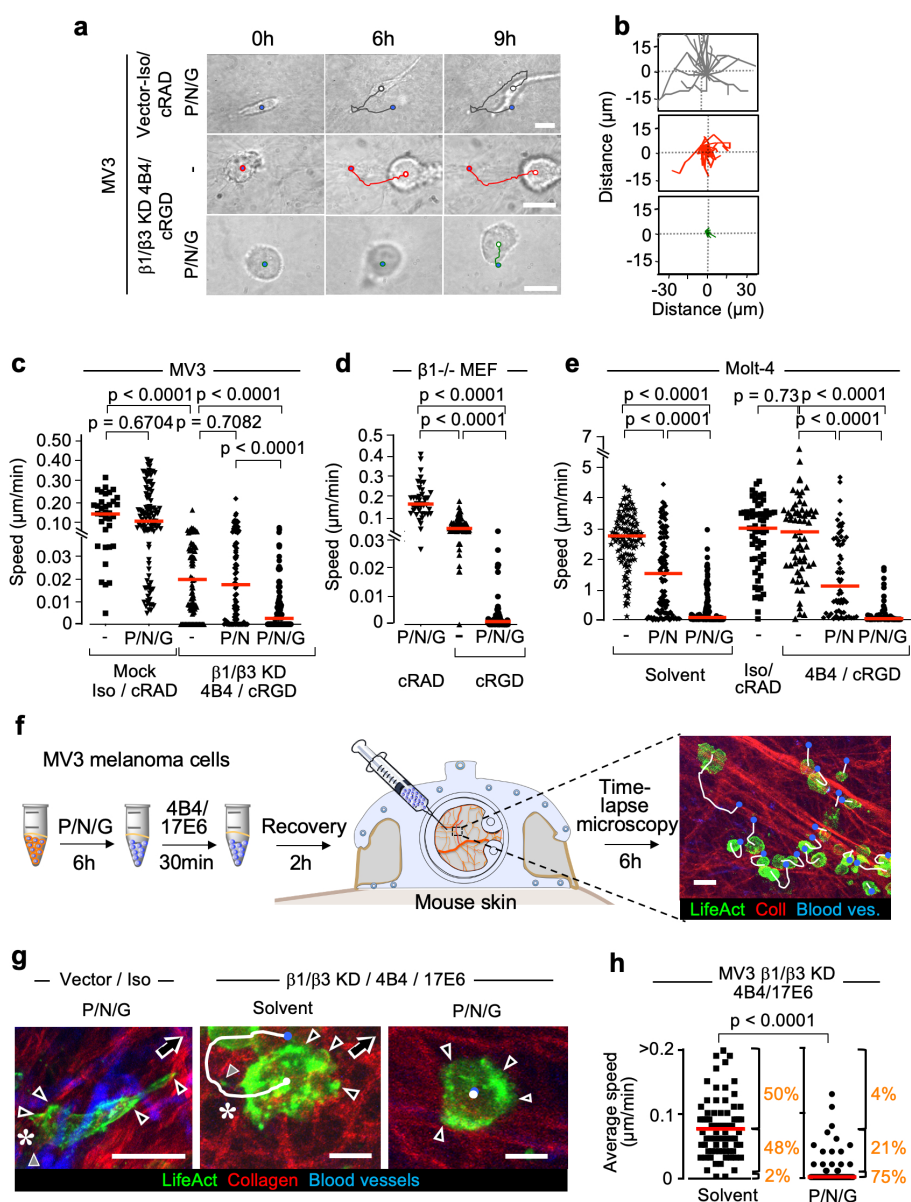 a
0h 6h 9h
MV3
Vector-Iso/
cRAD
P/N/G
β1/β3 KD 4B4/
cRGD
-
P/N/G
b
Distance (µm)
15
0
-15
15
0
-15
15
0
-15
-30 0 30
Distance (µm)
c
MV3
p < 0.0001 p < 0.0001
p = 0.6704 p = 0.7082
p < 0.0001
Speed (µm/min)
0.50
0.40
0.30
0.20
0.10
0.03
0.02
0.01
0
- P/N/G - P/N P/N/G
Mock
Iso / cRAD
β1/β3 KD
4B4 / cRGD
d
β1-/- MEF
p < 0.0001
p < 0.0001
Speed (µm/min)
0.5
0.4
0.3
0.2
0.1
0.03
0.02
0.01
0
P/N/G - P/N/G
cRAD cRGD
e
Molt-4
p < 0.0001 p = 0.73 p < 0.0001
p < 0.0001 p < 0.0001
Speed (µm/min)
7
6
5
4
3
2
1
0
- P/N P/N/G - - P/N P/N/G
Solvent
Iso/
cRAD
4B4 / cRGD
f
MV3 melanoma cells
P/N/G
6h
4B4/
17E6
30min
Recovery
2h
Mouse skin
Time-
lapse
microscopy
6h
LifeAct Coll Blood ves.
g
Vector / Iso
β1/β3 KD / 4B4 / 17E6
P/N/G Solvent P/N/G
*
*
LifeAct Collagen Blood vessels
h
MV3 β1/β3 KD
4B4/17E6
p < 0.0001
Average speed
(µm/min)
>0.2
0.1
0
50%
48%
2%
4%
21%
75%
Solvent P/N/G